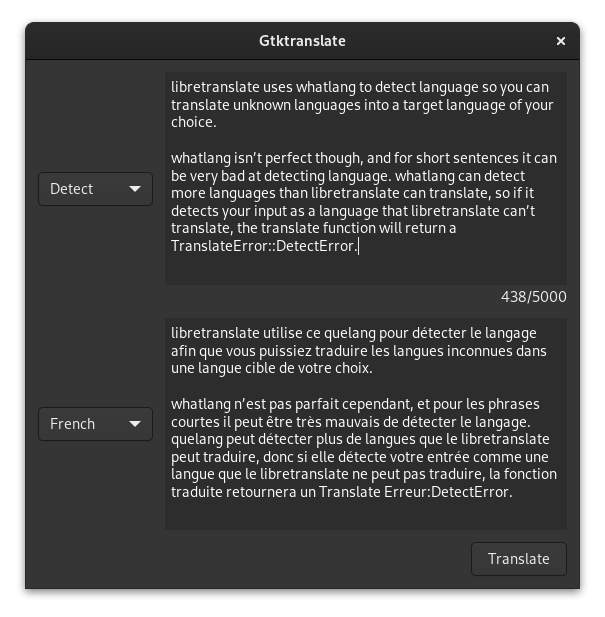 Gtktranslate ×
libretranslate uses whatlang to detect language so you can
translate unknown languages into a target language of your
choice.
whatlang isn’t perfect though, and for short sentences it can
be very bad at detecting language. whatlang can detect
more languages than libretranslate can translate, so if it
detects your input as a language that libretranslate can’t
translate, the translate function will return a
TranslateError::DetectError.
Detect
438/5000
libretranslate utilise ce quelang pour détecter le langage
afin que vous puissiez traduire les langues inconnues dans
une langue cible de votre choix.
whatlang n’est pas parfait cependant, et pour les phrases
courtes il peut être très mauvais de détecter le langage.
quelang peut détecter plus de langues que le libretranslate
peut traduire, donc si elle détecte votre entrée comme une
langue que le libretranslate ne peut pas traduire, la fonction
traduite retournera un Translate Erreur:DetectError.
French
Translate